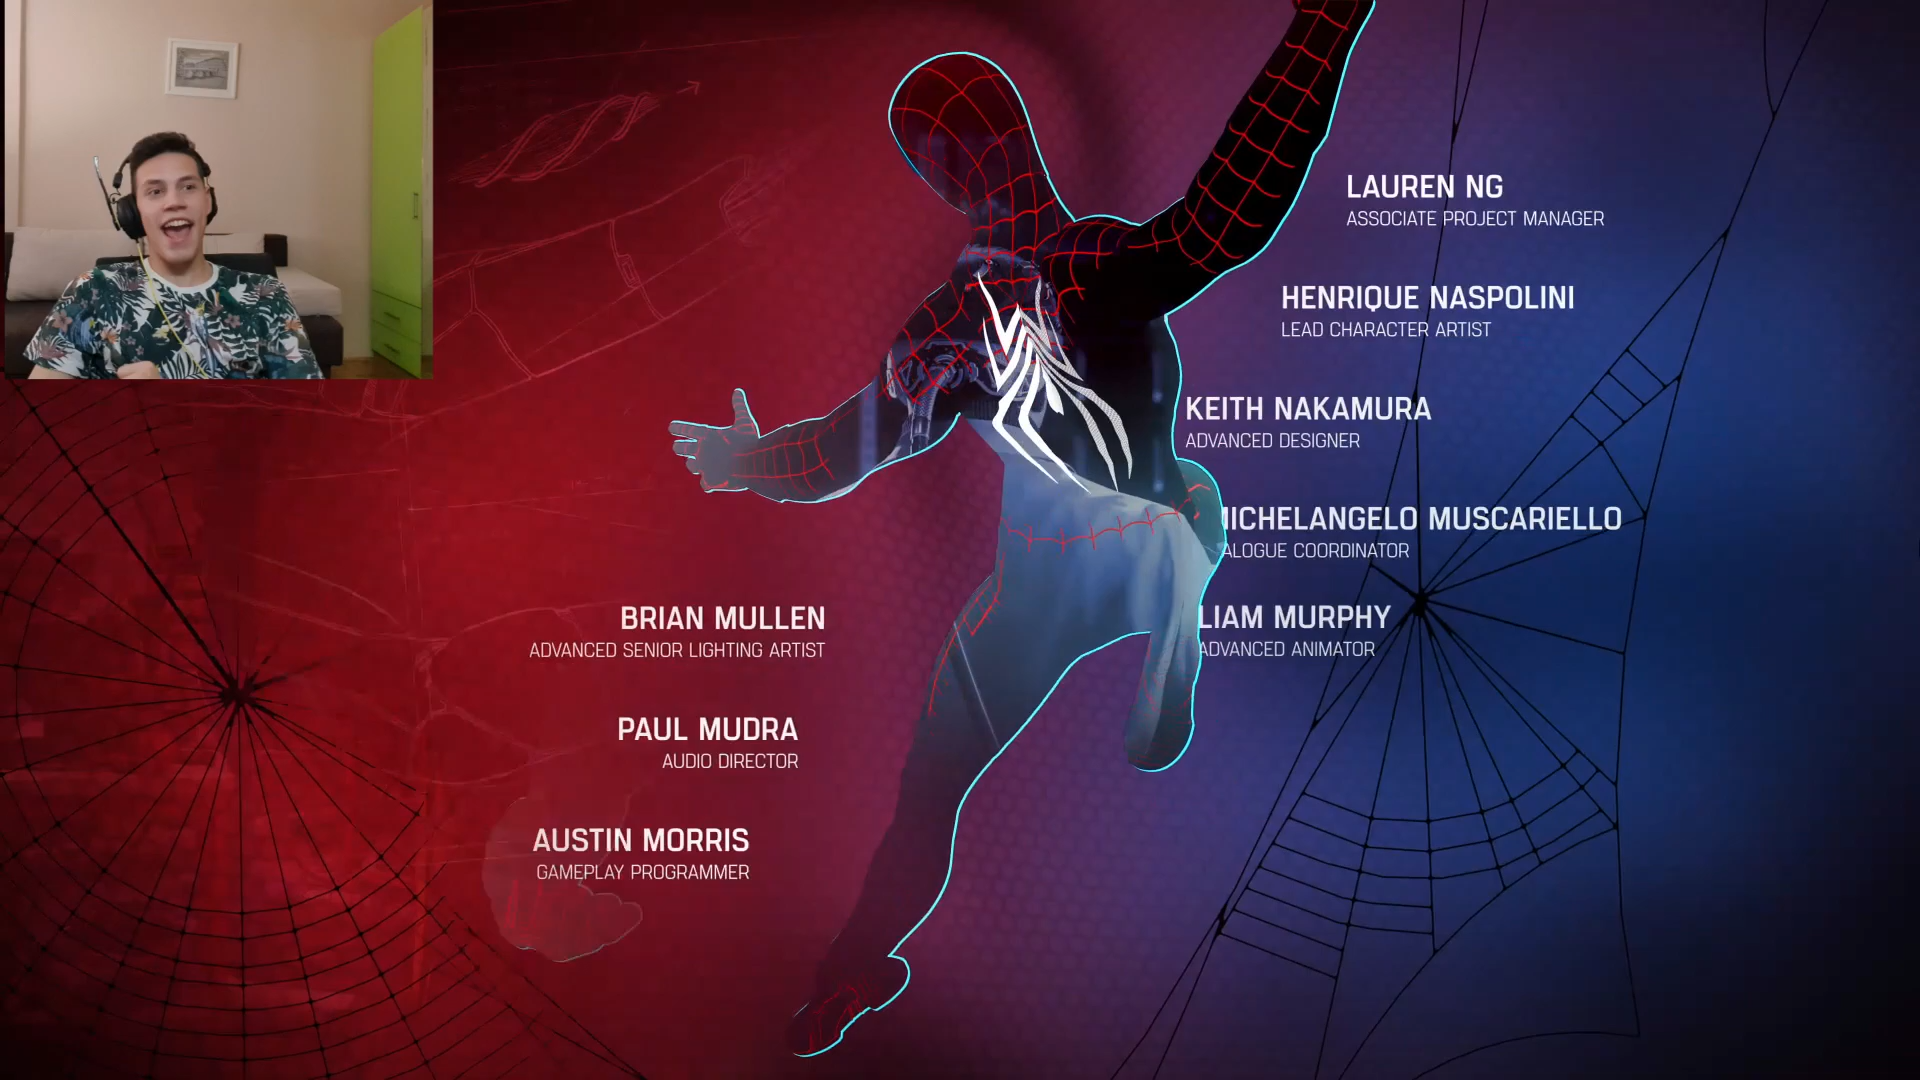 LAUREN NG
ASSOCIATE PROJECT MANAGER
HENRIQUE NASPOLINI
LEAD CHARACTER ARTIST
KEITH NAKAMURA
ADVANCED DESIGNER
MICHELANGELO MUSCARIELLO
ALOGUE COORDINATOR
LIAM MURPHY
ADVANCED ANIMATOR
BRIAN MULLEN
ADVANCED SENIOR LIGHTING ARTIST
PAUL MUDRA
AUDIO DIRECTOR
AUSTIN MORRIS
GAMEPLAY PROGRAMMER